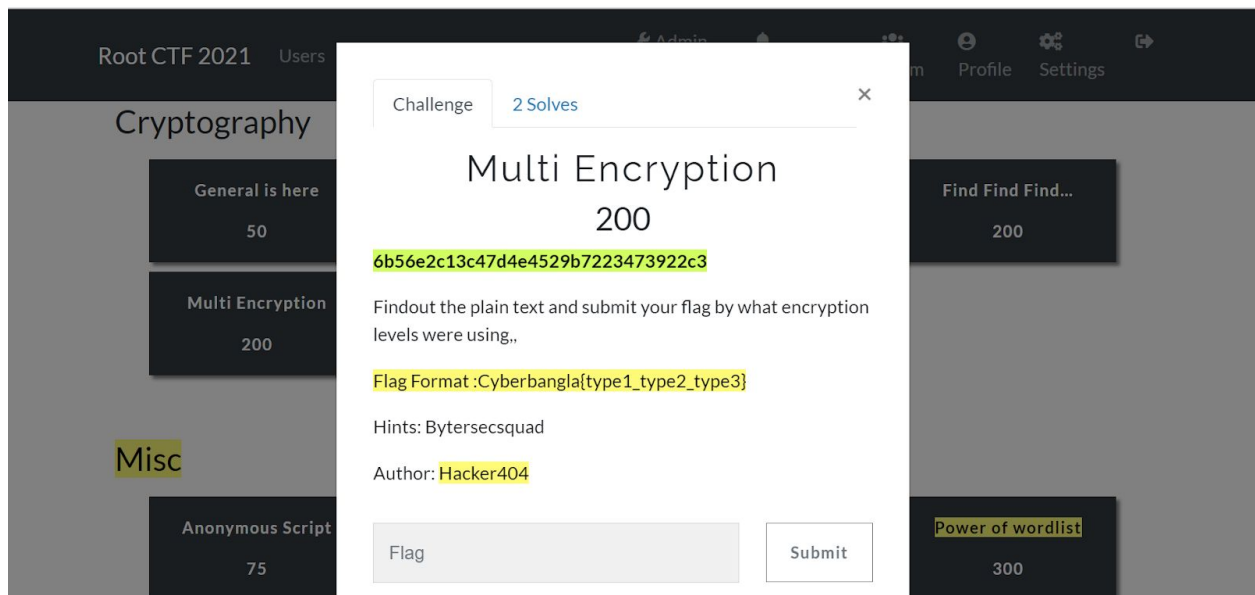 Root CTF 2021 Users Admin Profile Settings
Challenge 2 Solves ×
Cryptography
Multi Encryption
200
General is here
50
Find Find Find...
200
6b56e2c13c47d4e4529b7223473922c3
Multi Encryption
200
Findout the plain text and submit your flag by what encryption
levels were using,,
Flag Format :Cyberbangla{type1_type2_type3}
Hints: Bytersecsquad
Misc
Author: Hacker404
Anonymous Script
75
Flag Submit
Power of wordlist
300